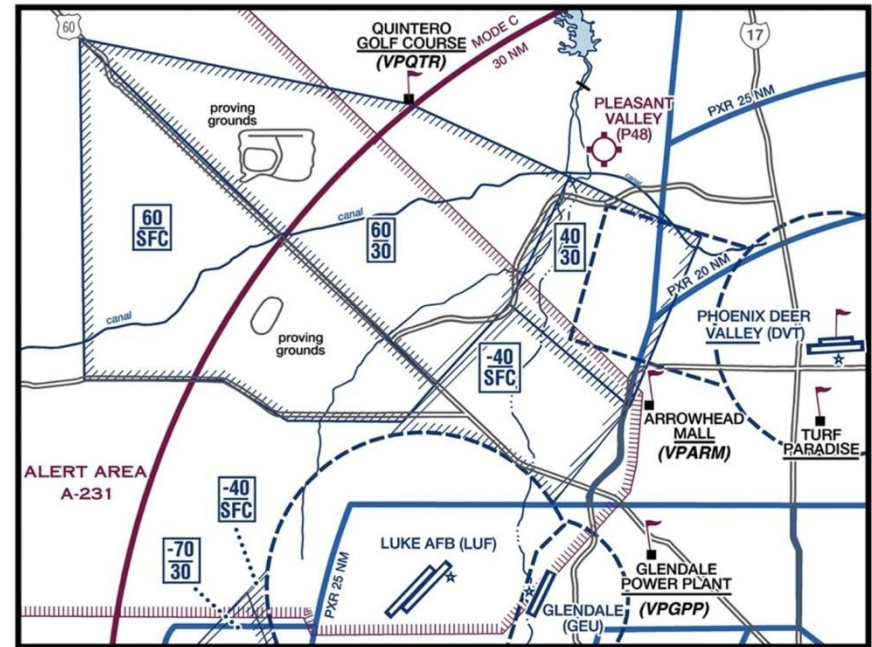 60
QUINTERO
GOLF COURSE
(VPQTR)
MODE C
30 NM
17
PXR 25 NM
PLEASANT
VALLEY
(P48)
proving
grounds
canal
60
SFC
canal
60
30
40
30
PXR 20 NM
PHOENIX DEER
VALLEY (DVT)
canal
proving
grounds
-40
SFC
ARROWHEAD
MALL
(VPARM)
TURF
PARADISE
ALERT AREA
A-231
-40
SFC
-70
30
PXR 25 NM
LUKE AFB (LUF)
GLENDALE
(GEU)
GLENDALE
POWER PLANT
(VPGPP)